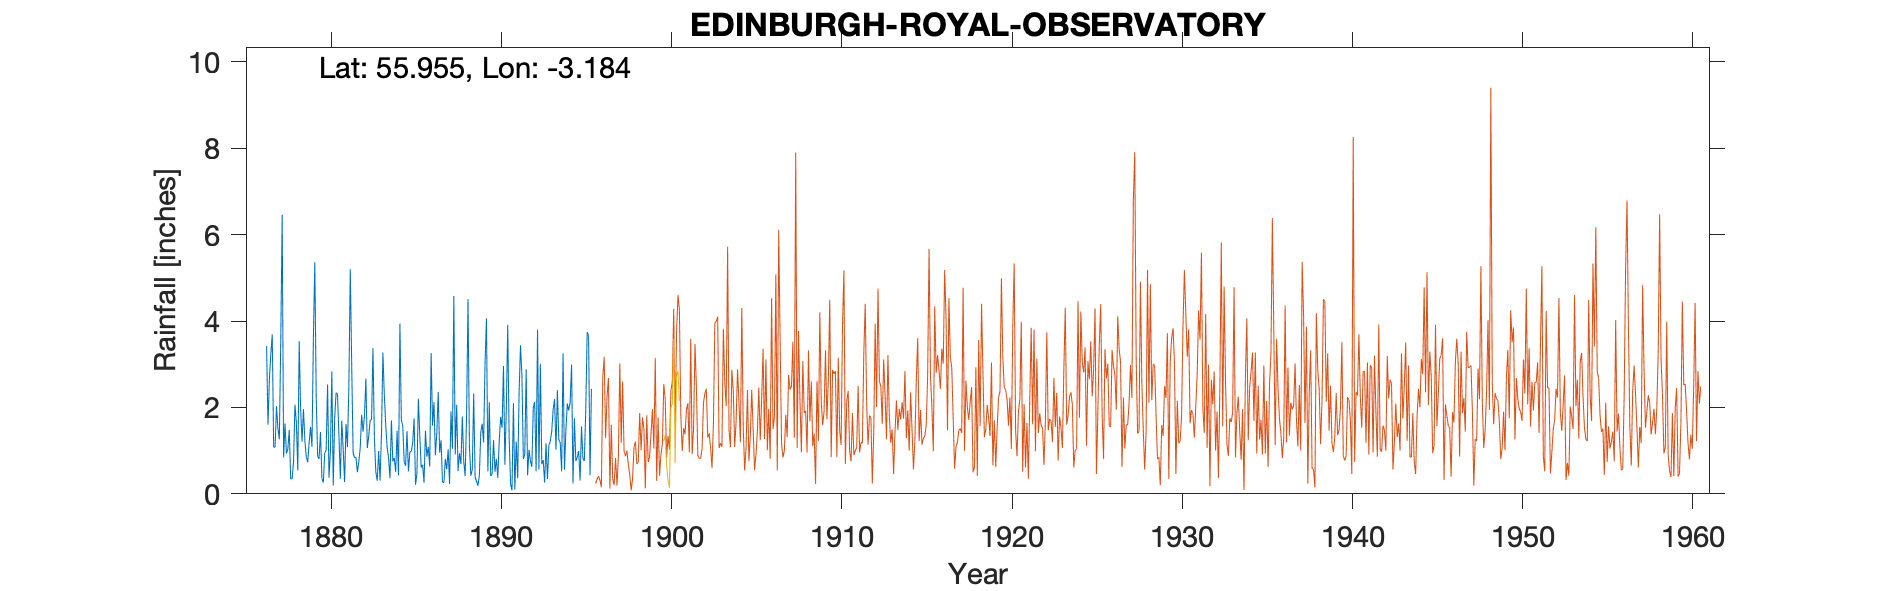 EDINBURGH-ROYAL-OBSERVATORY
Lat: 55.955, Lon: -3.184
Rainfall [inches]
10
8
6
4
2
0
1880 1890 1900 1910 1920 1930 1940 1950 1960
Year